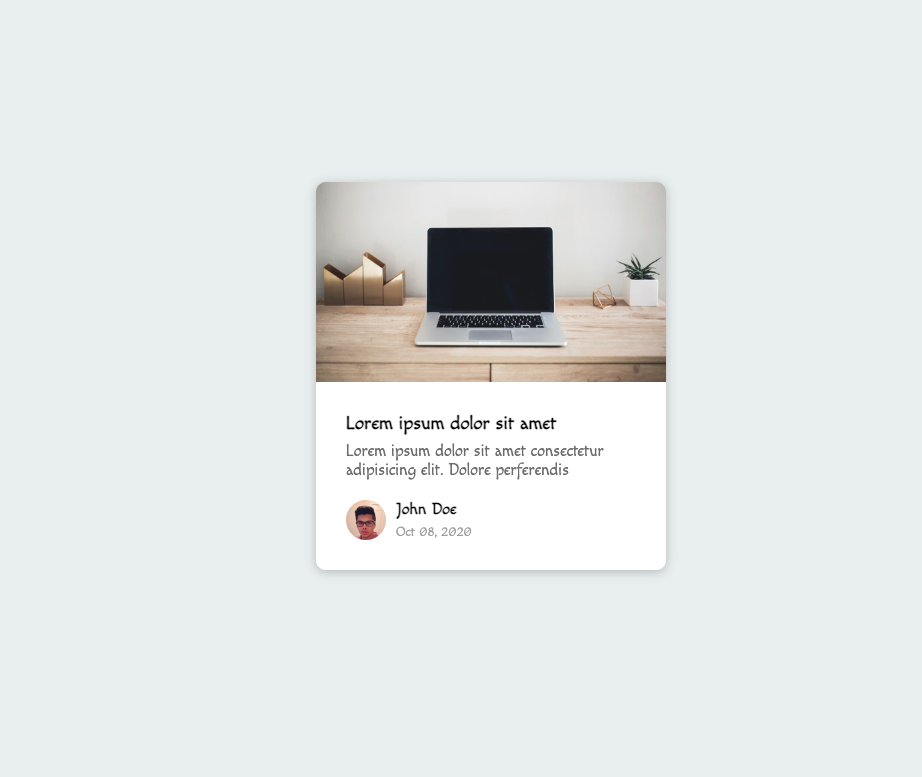 Lorem ipsum dolor sit amet
Lorem ipsum dolor sit amet consectetur
adipisicing elit. Dolore perferendis
John Doe
Oct 08, 2020